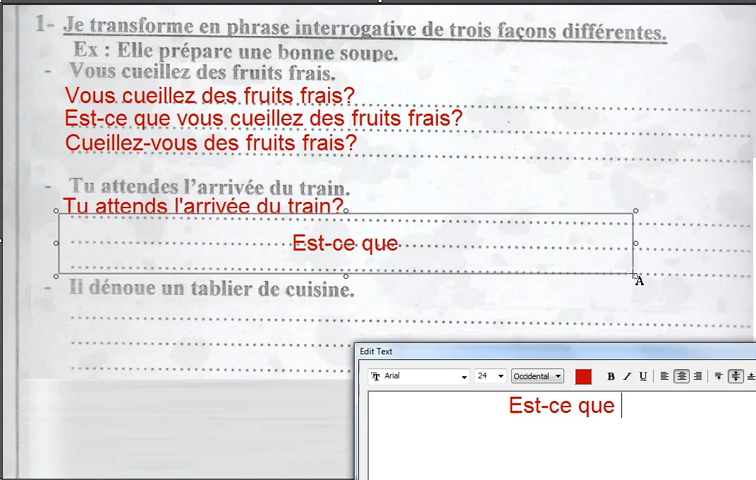 1- Je transforme en phrase interrogative de trois façons différentes.
Ex : Elle prépare une bonne soupe.
- Vous cueillez des fruits frais.
Vous cueillez des fruits frais?
Est-ce que vous cueillez des fruits frais?
Cueillez-vous des fruits frais?
- Tu attendes l'arrivée du train.
Tu attends l'arrivée du train?
Est-ce que
A
- Il dénoue un tablier de cuisine.
Edit Text
Arial 24 Occidental B I U
Est-ce que